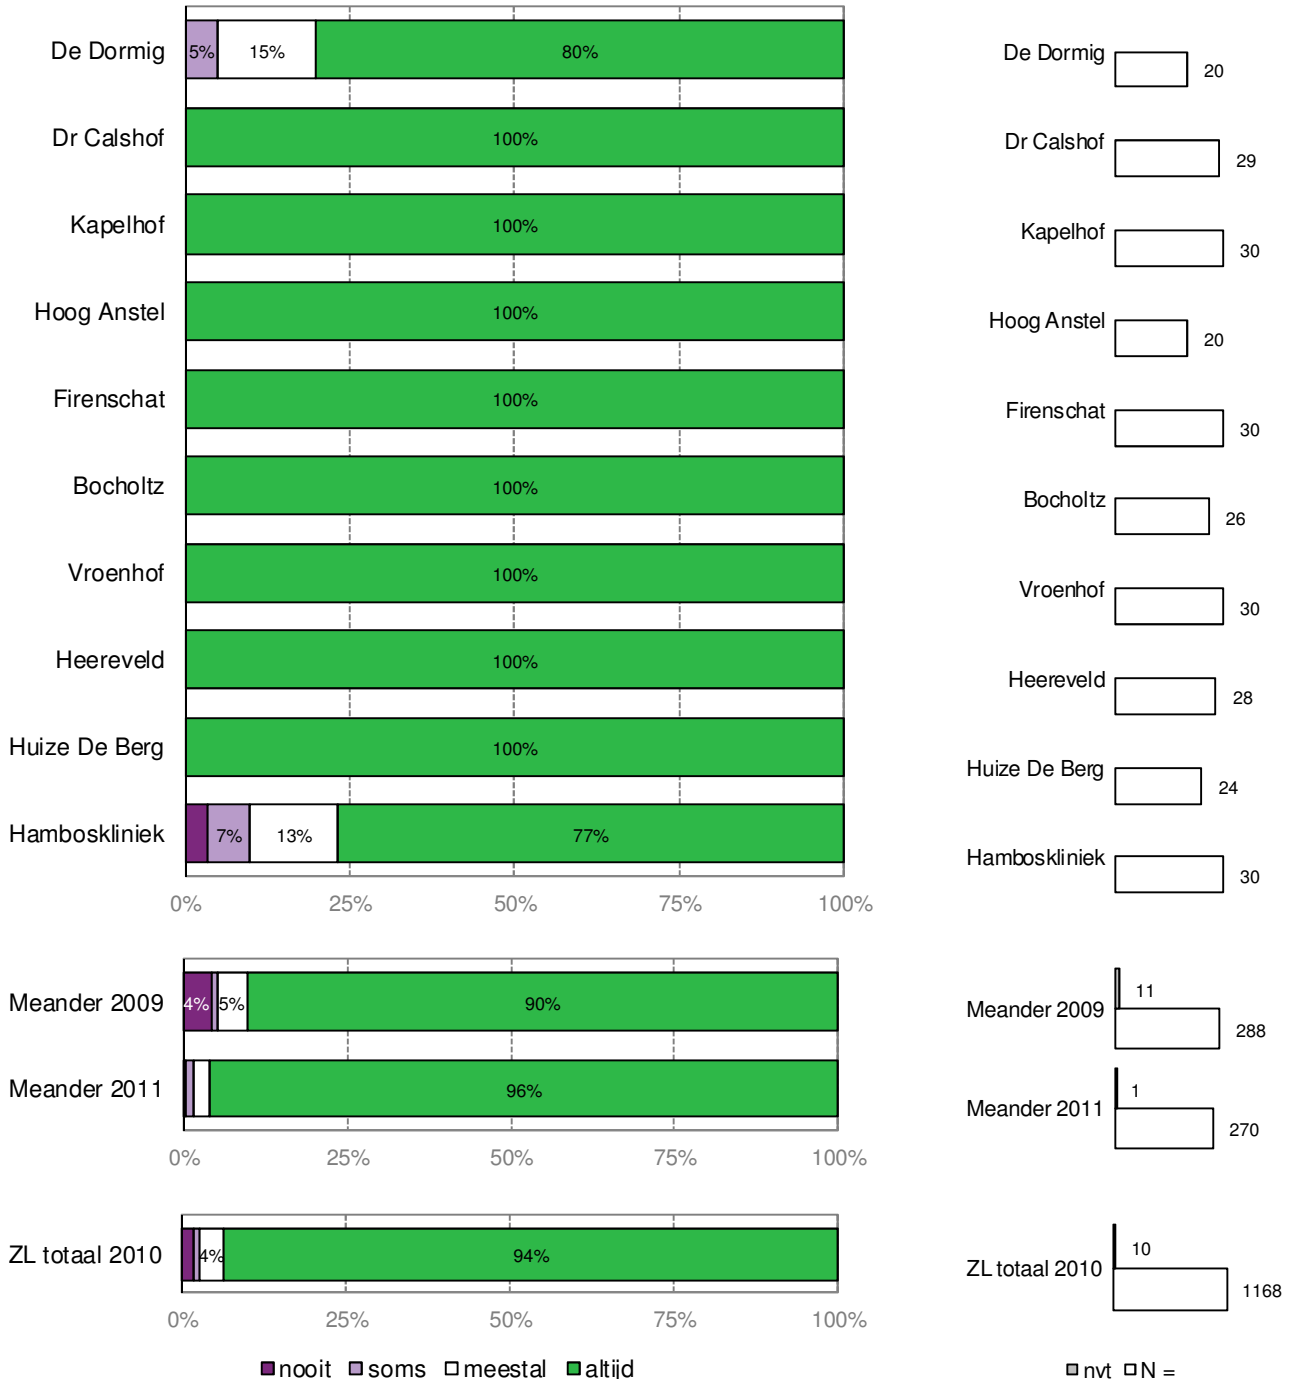 De Dormig 5% 15% 80%
Dr Calshof 100%
Kapelhof 100%
Hoog Anstel 100%
Firenschat 100%
Bocholtz 100%
Vroenhof 100%
Heereveld 100%
Huize De Berg 100%
Hamboskliniek 7% 13% 77%
0% 25% 50% 75% 100%
De Dormig 20
Dr Calshof 29
Kapelhof 30
Hoog Anstel 20
Firenschat 30
Bocholtz 26
Vroenhof 30
Heereveld 28
Huize De Berg 24
Hamboskliniek 30
Meander 2009 4% 5% 90%
Meander 2011 96%
0% 25% 50% 75% 100%
11
Meander 2009 288
1
Meander 2011 270
ZL totaal 2010 4% 94%
0% 25% 50% 75% 100%
10
ZL totaal 2010 1168
nooit soms meestal altijd
nvt N =